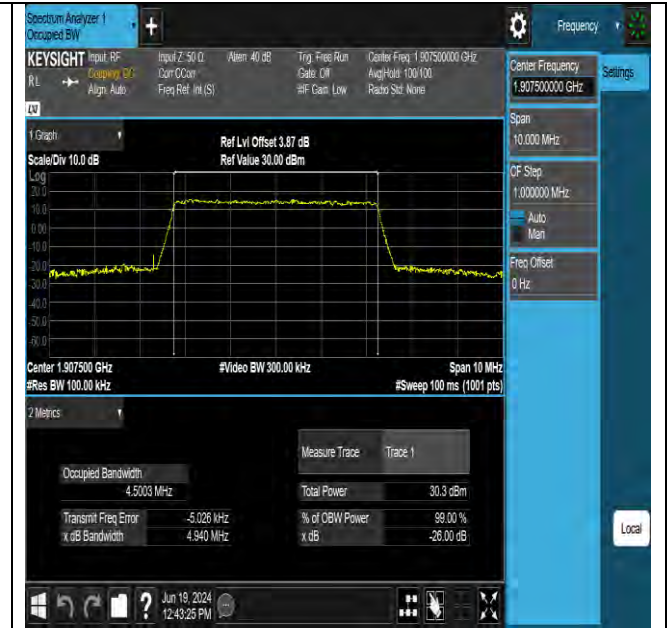 Spectrum Analyzer 1
Occupied BW
+
Frequency
KEYSIGHT Input: RF Input Z: 50 Ω Atten: 40 dB Trig: Free Run Center Freq: 1.907500000 GHz
RL Coupling: DC Corr CCorr Gate: Off Avg|Hold: 100/100
Align: Auto Freq Ref: Int (S) #IF Gain: Low Radio Std: None
LXI
Center Frequency
1.907500000 GHz
Settings
Span
10.000 MHz
CF Step
1.000000 MHz
Auto
Man
Freq Offset
0 Hz
Local
1 Graph
Ref Lvl Offset 3.87 dB
Scale/Div 10.0 dB Ref Value 30.00 dBm
Log
20.0
10.0
0.00
-10.0
-20.0
-30.0
-40.0
-50.0
-60.0
Center 1.907500 GHz #Video BW 300.00 kHz Span 10 MHz
#Res BW 100.00 kHz #Sweep 100 ms (1001 pts)
2 Metrics
Measure Trace Trace 1
Occupied Bandwidth
4.5003 MHz
Total Power 30.3 dBm
Transmit Freq Error -5.026 kHz % of OBW Power 99.00 %
x dB Bandwidth 4.940 MHz x dB -26.00 dB
? Jun 19, 2024
12:43:25 PM